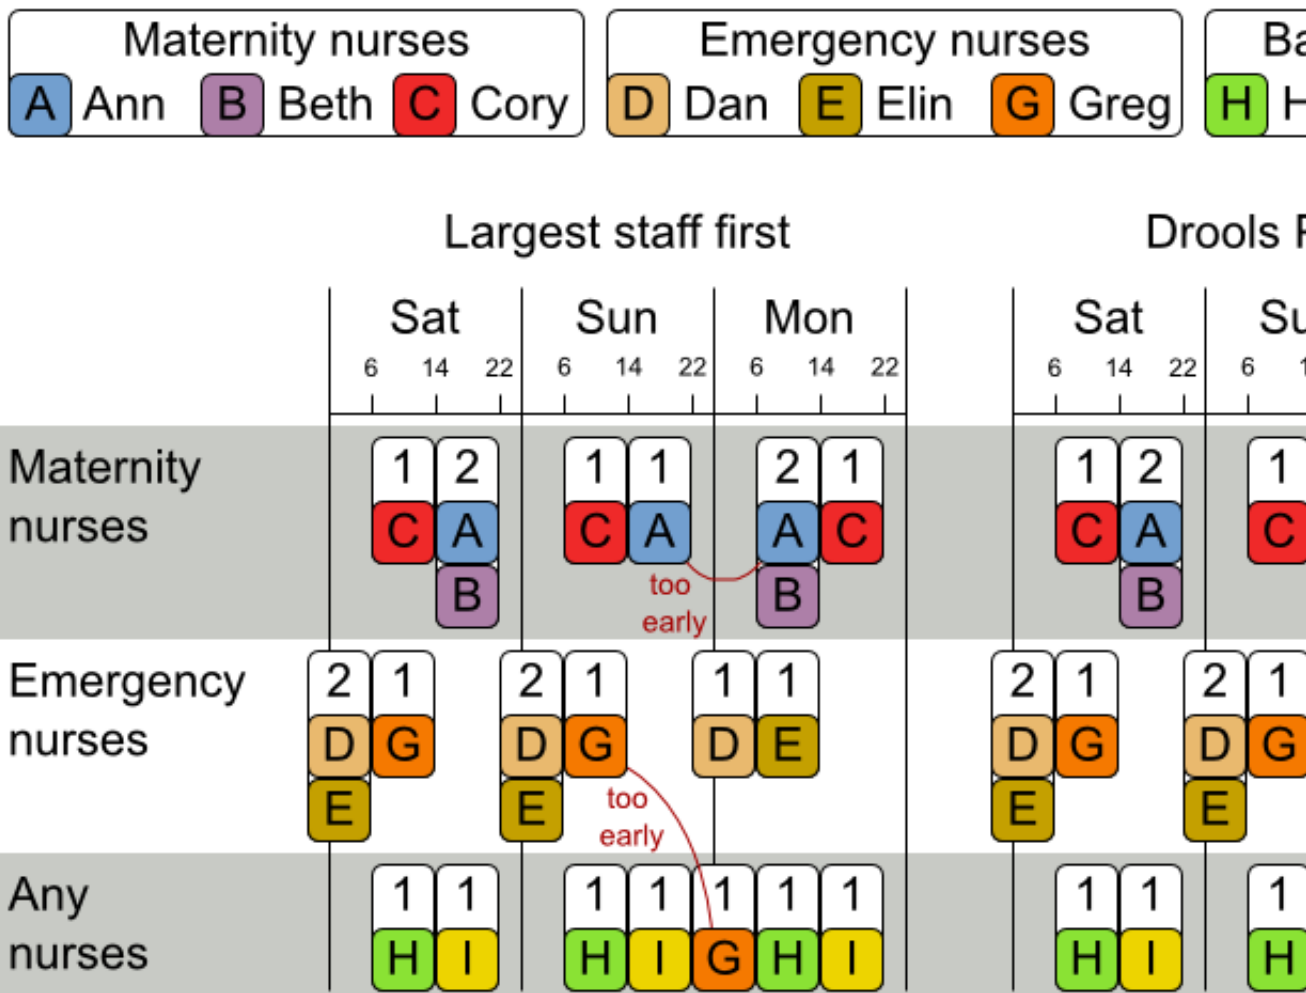 Maternity nurses Emergency nurses
A Ann B Beth C Cory D Dan E Elin G Greg H
Largest staff first Drools
Sat Sun Mon Sat
6 14 22 6 14 22 6 14 22 6 14 22 6
Maternity 1 2 1 1 2 1 1 2 1
nurses C A C A A C C A C
too
B B B
early
Emergency 2 1 2 1 1 1 2 1 2 1
nurses D G D G D E D G D G
too
E E E E
early
Any 1 1 1 1 1 1 1 1 1 1
nurses H I H I G H I H I H